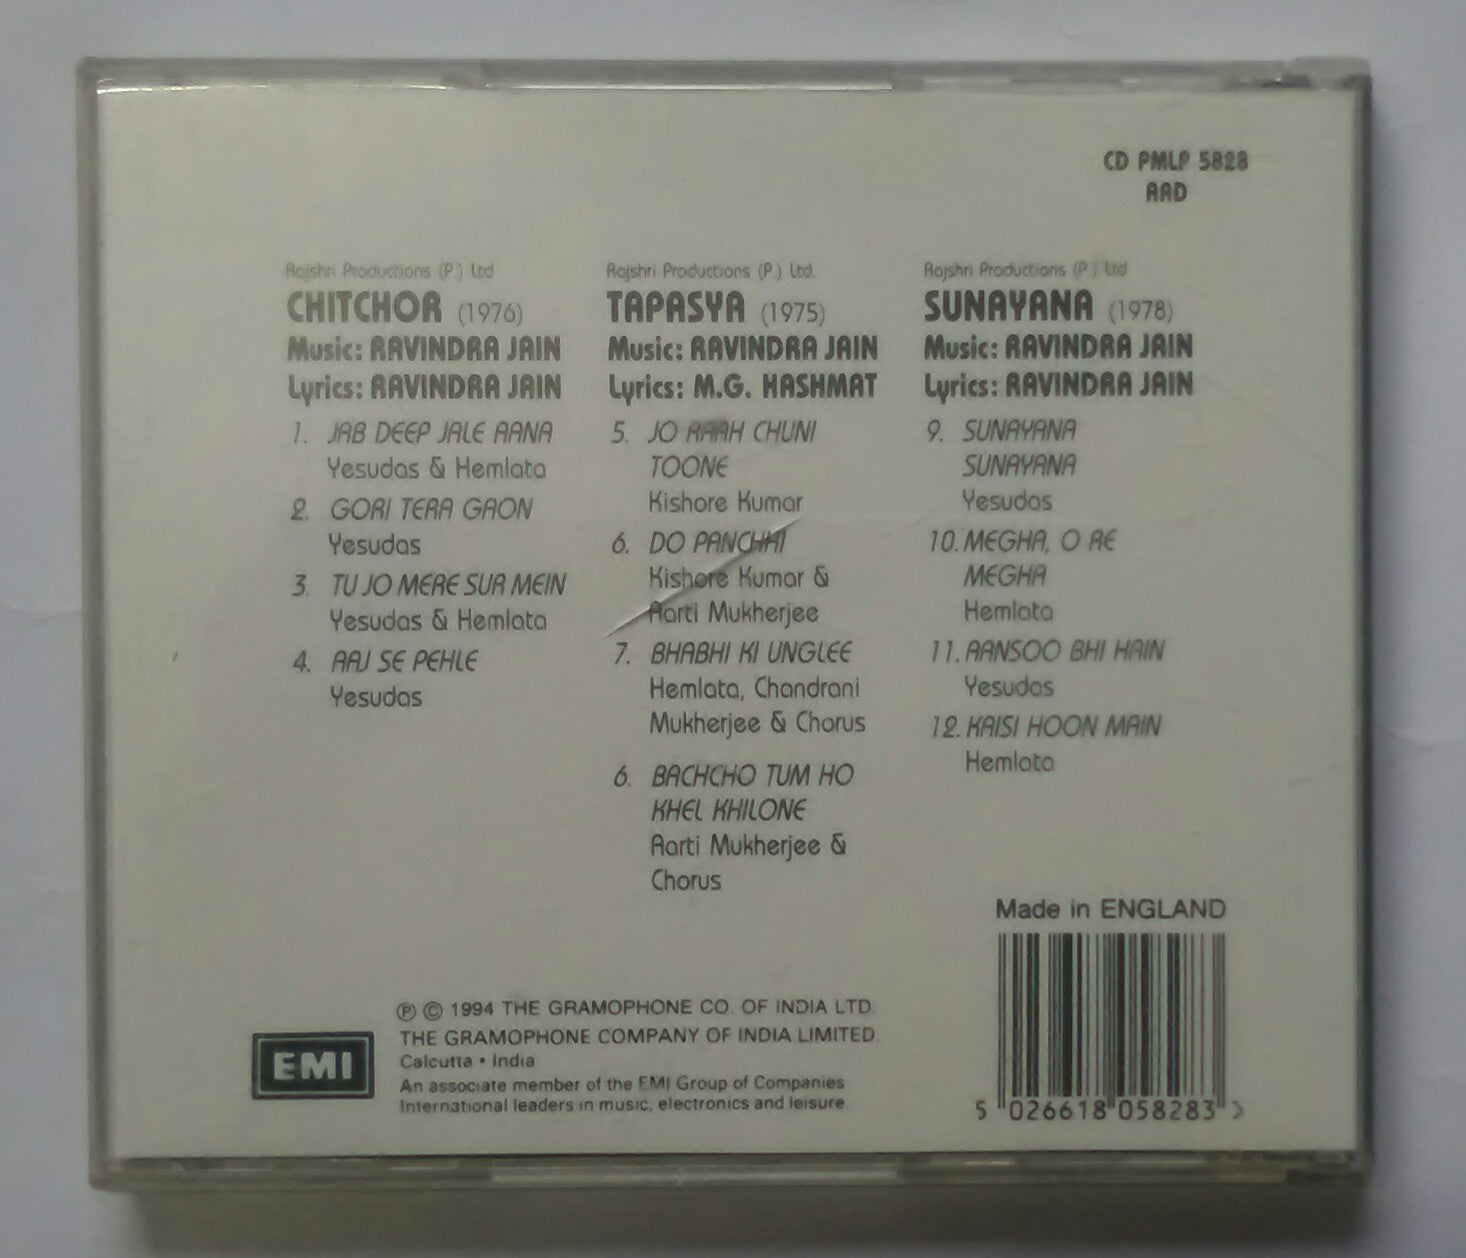 CD PMLP 5828
AAD
Rajshri Productions (P.) Ltd
CHITCHOR (1976)
Music: RAVINDRA JAIN
Lyrics: RAVINDRA JAIN
1. JAB DEEP JALE AANA
Yesudas & Hemlata
2. GORI TERA GAON
Yesudas
3. TU JO MERE SUR MEIN
Yesudas & Hemlata
4. AAJ SE PEHLE
Yesudas
Rajshri Productions (P.) Ltd.
TAPASYA (1975)
Music: RAVINDRA JAIN
Lyrics: M.G. HASHMAT
5. JO RAAH CHUNI
TOONE
Kishore Kumar
6. DO PANCHHI
Kishore Kumar &
Aarti Mukherjee
7. BHABHI KI UNGLEE
Hemlata, Chandrani
Mukherjee & Chorus
6. BACHCHO TUM HO
KHEL KHILONE
Aarti Mukherjee &
Chorus
Rajshri Productions (P.) Ltd
SUNAYANA (1978)
Music: RAVINDRA JAIN
Lyrics: RAVINDRA JAIN
9. SUNAYANA
SUNAYANA
Yesudas
10. MEGHA, O RE
MEGHA
Hemlata
11. AANSOO BHI HAIN
Yesudas
12. KAISI HOON MAIN
Hemlata
Made in ENGLAND
5 026618 058283 >
EMI
℗ © 1994 THE GRAMOPHONE CO. OF INDIA LTD.
THE GRAMOPHONE COMPANY OF INDIA LIMITED.
Calcutta • India
An associate member of the EMI Group of Companies
International leaders in music, electronics and leisure